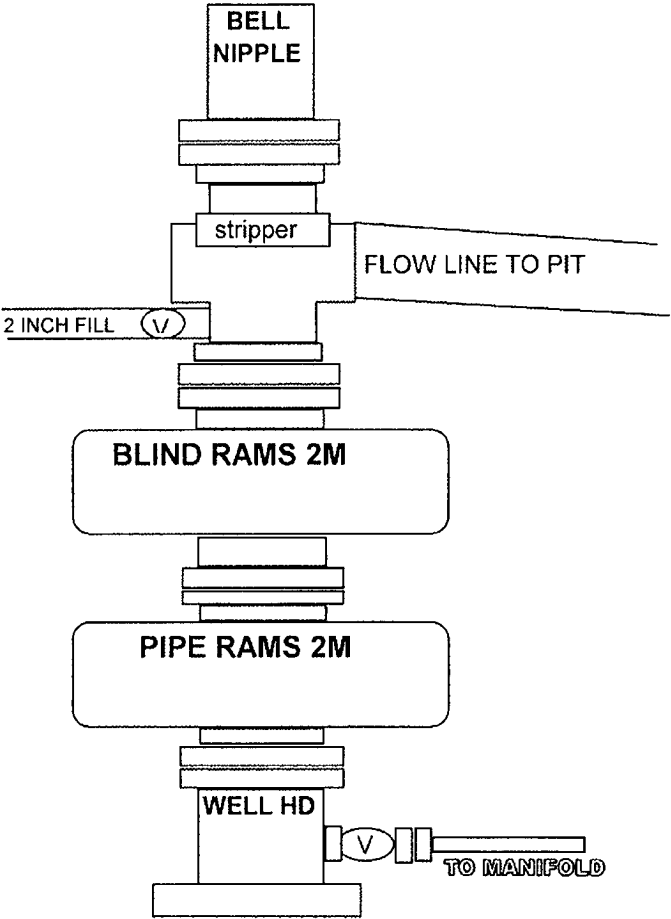 BELL
NIPPLE
stripper
FLOW LINE TO PIT
2 INCH FILL
V
BLIND RAMS 2M
PIPE RAMS 2M
WELL HD
V
TO MANIFOLD